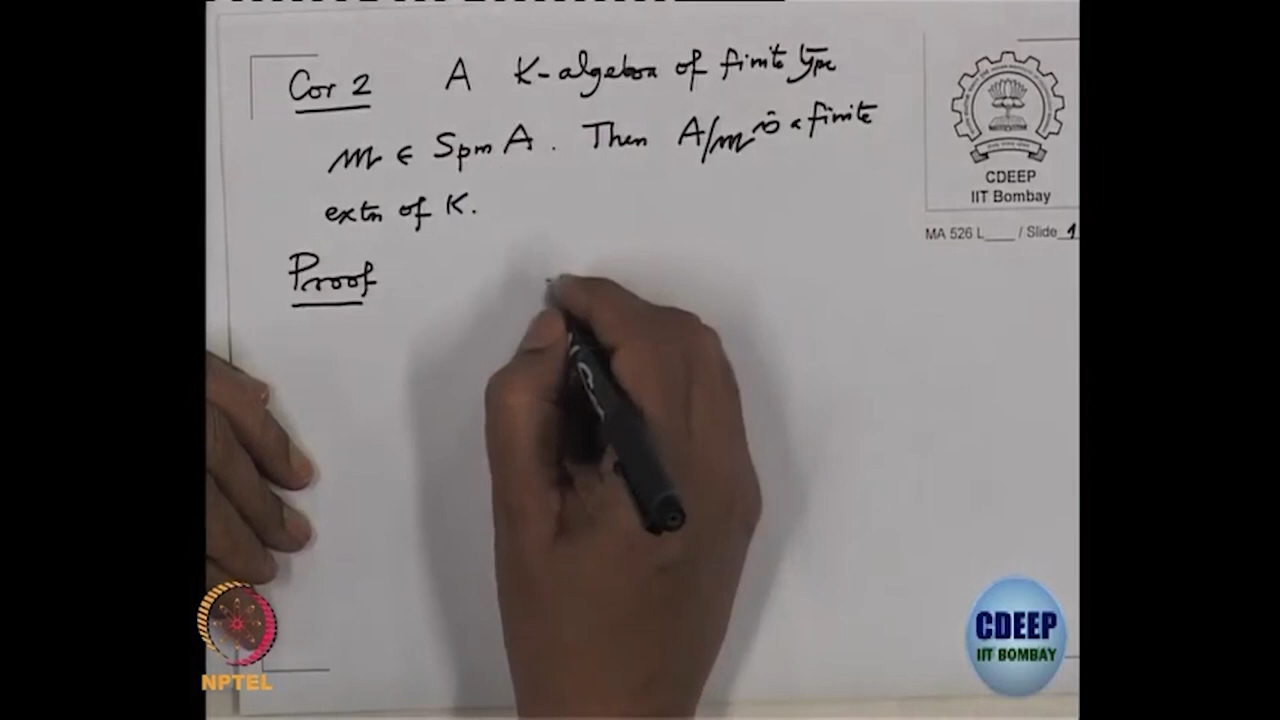 Cor 2 A K-algebra of finite type
m ∈ Spm A. Then A/m is a finite
extn of K.
Proof
CDEEP
IIT Bombay
MA 526 L___ / Slide 1
NPTEL
CDEEP
IIT BOMBAY